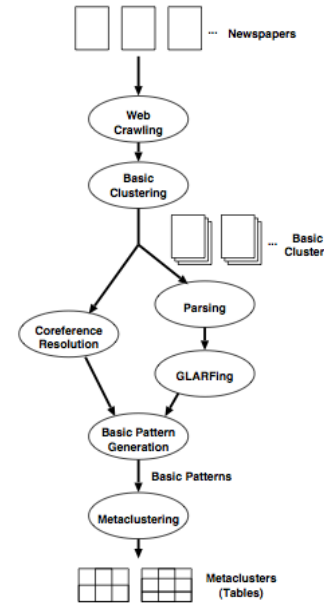 ... Newspapers
Web
Crawling
Basic
Clustering
... Basic
Cluster
Parsing
Coreference
Resolution
GLARFing
Basic Pattern
Generation
Basic Patterns
Metaclustering
Metaclusters
(Tables)